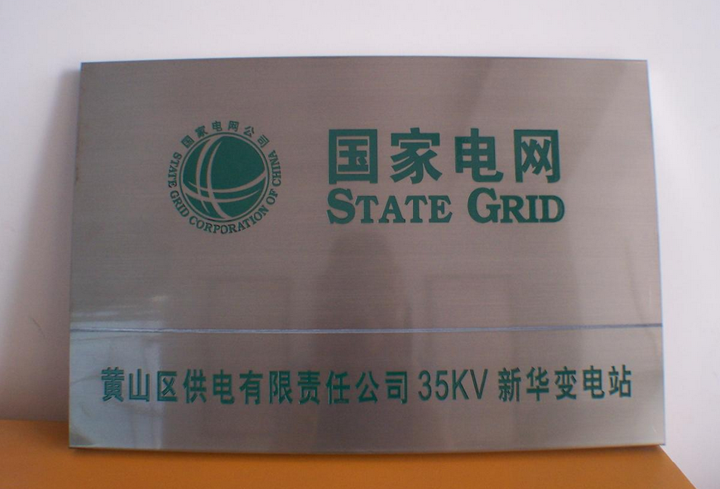 国家电网公司
STATE GRID CORPORATION OF CHINA
国家电网
STATE GRID
黄山区供电有限责任公司 35KV 新华变电站